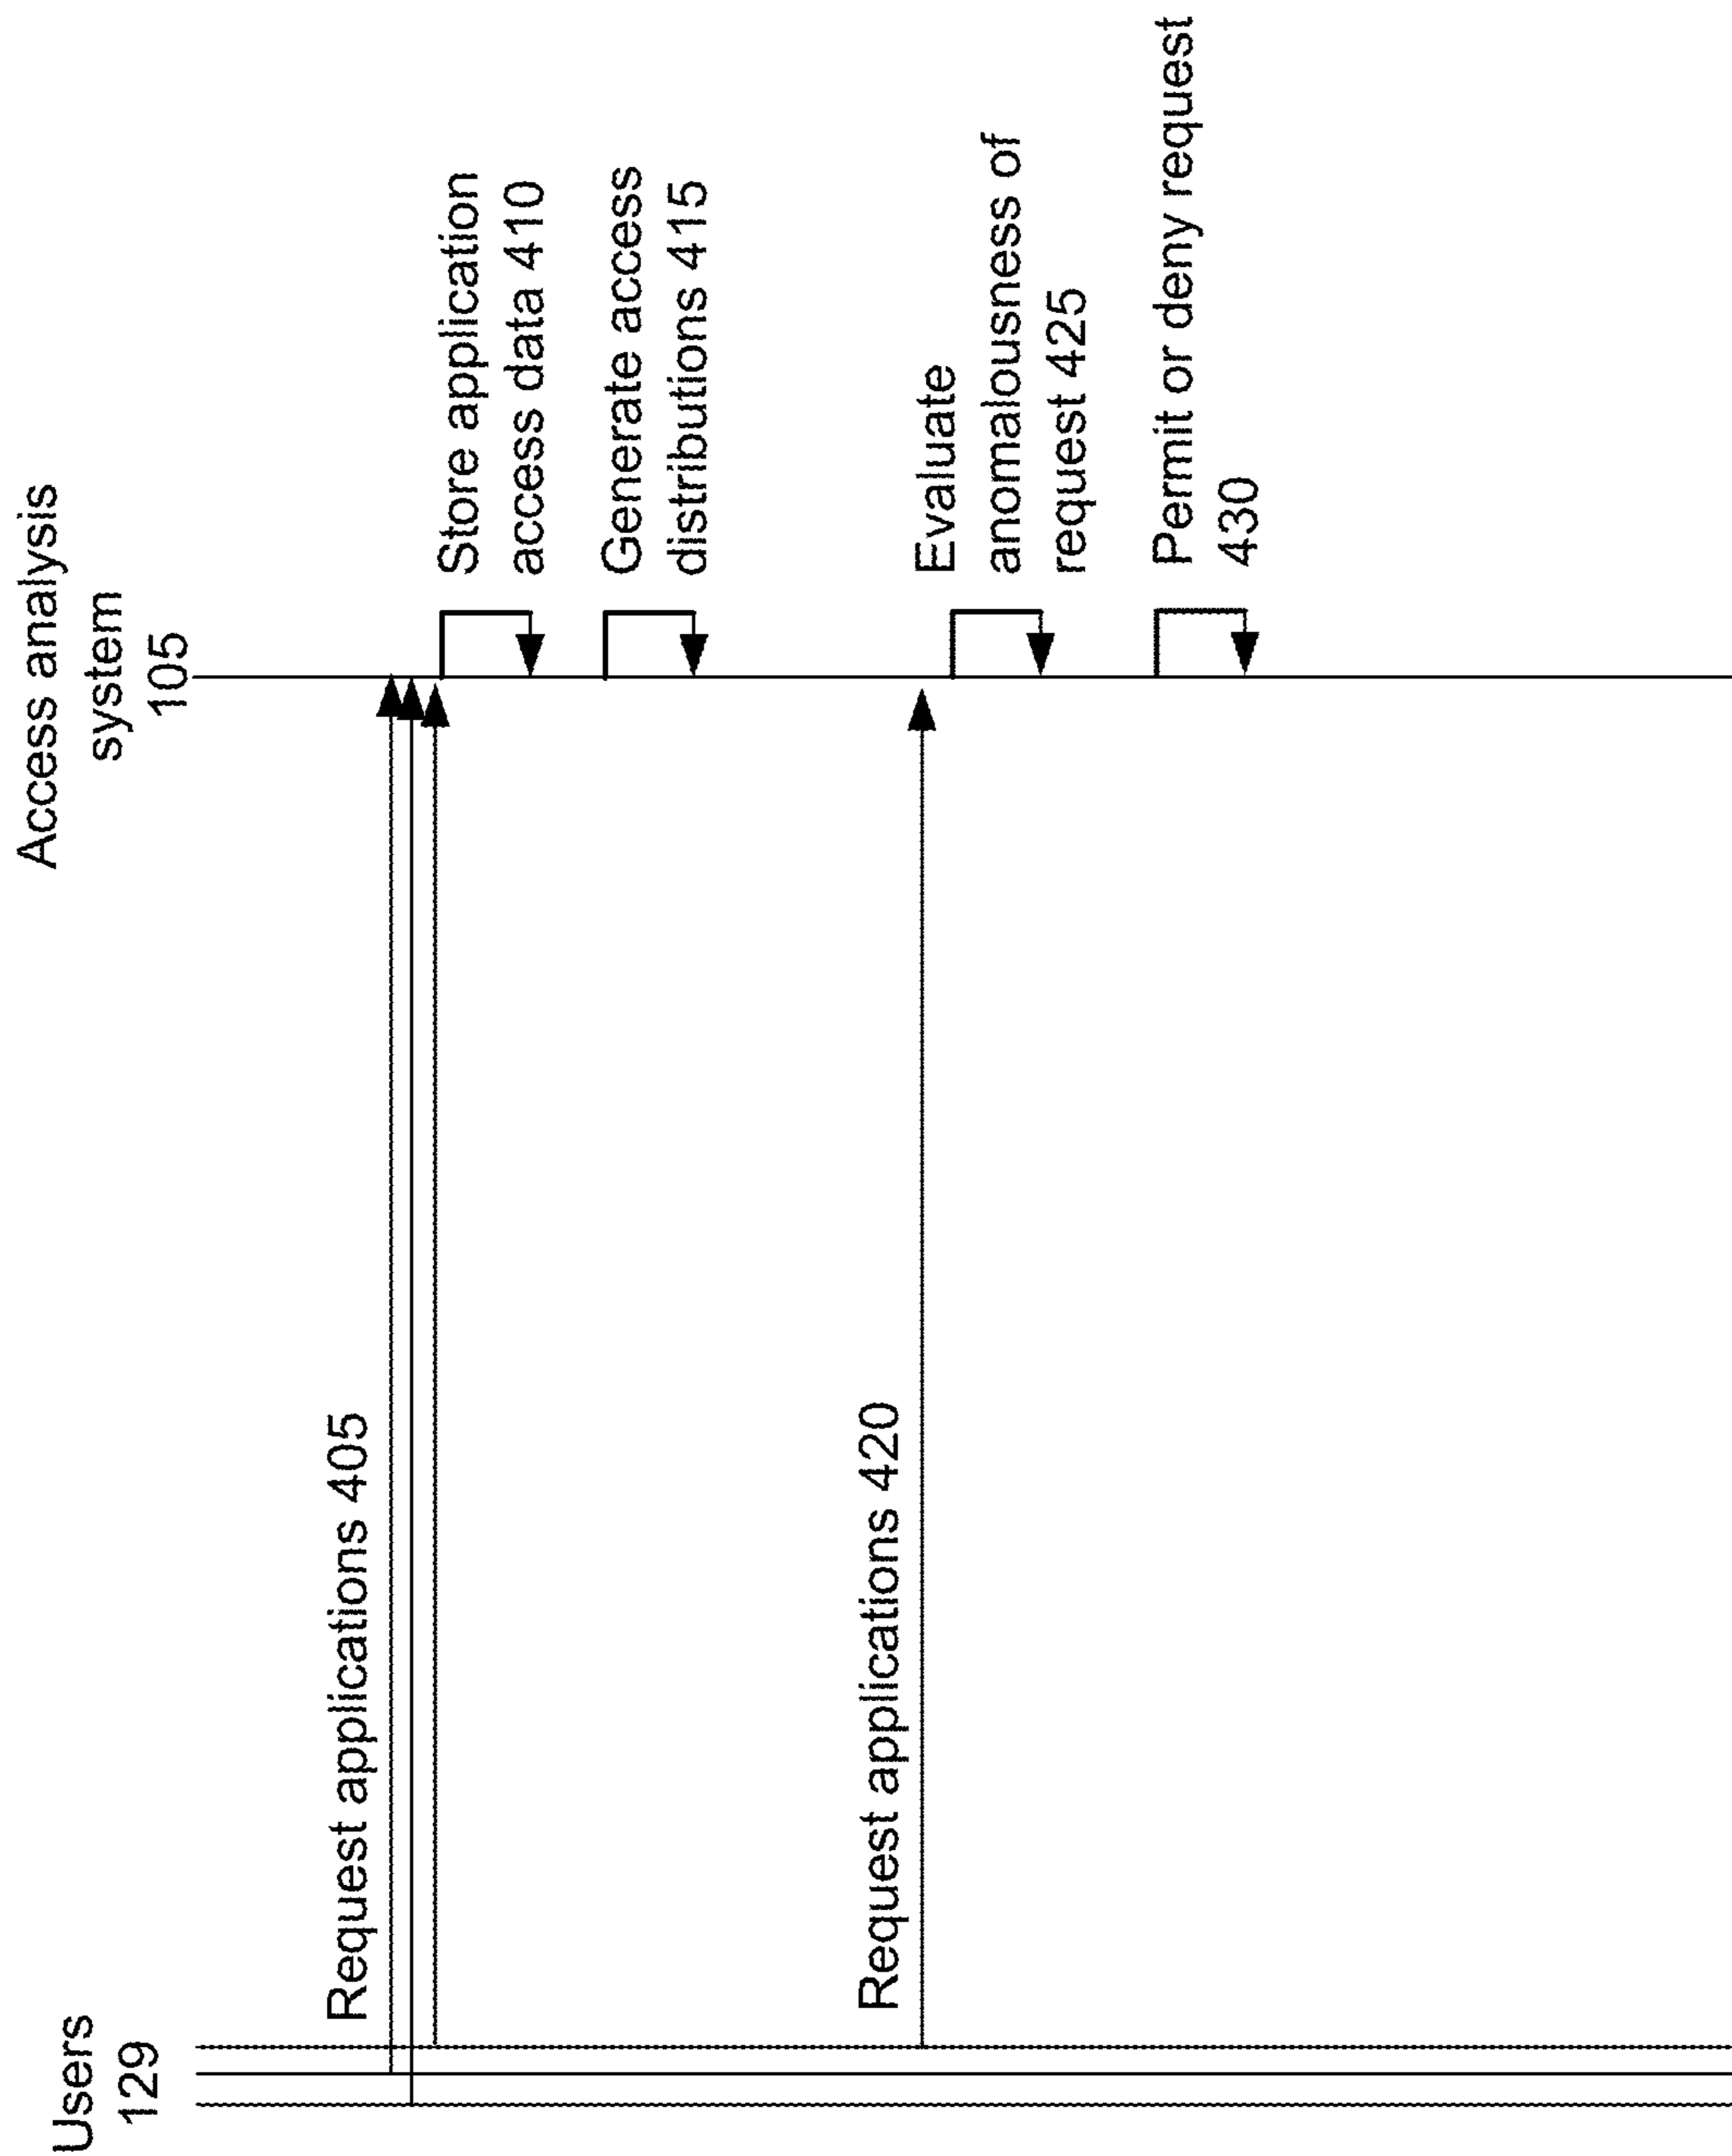 Users
129
Access analysis
system
105
Request applications 405
Store application
access data 410
Generate access
distributions 415
Request applications 420
Evaluate
anomalousness of
request 425
Permit or deny request
430